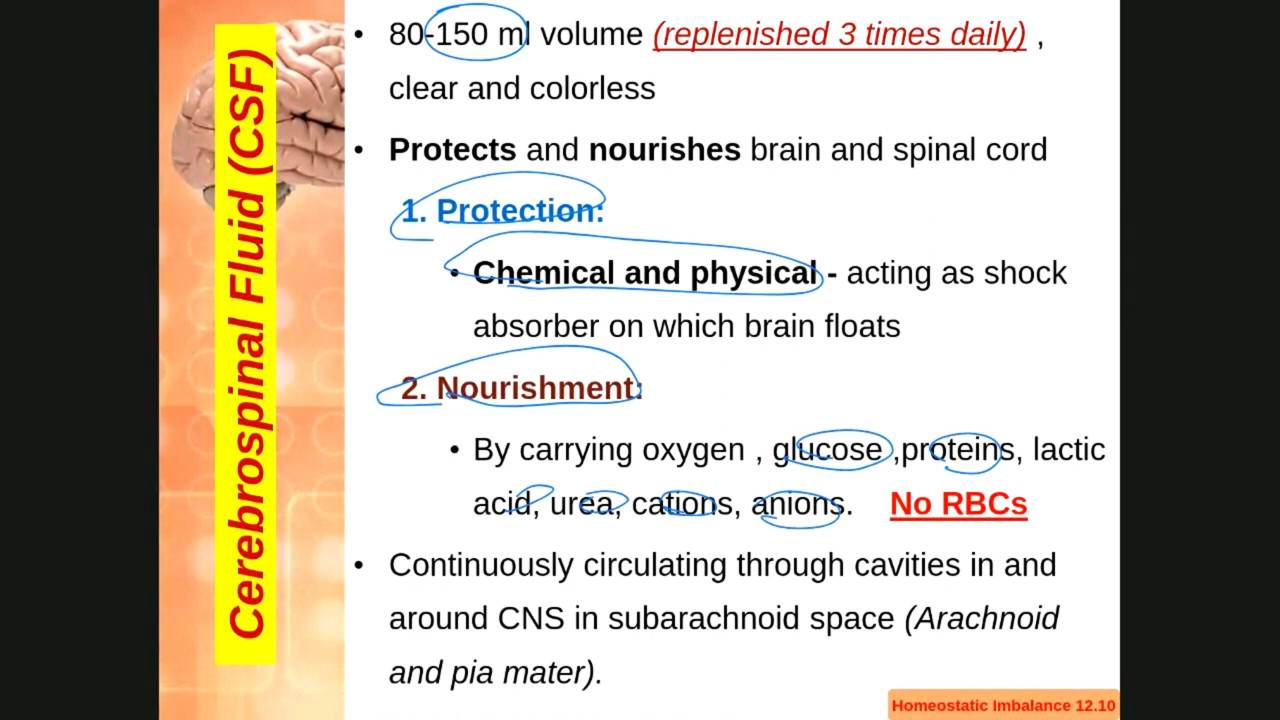 Cerebrospinal Fluid (CSF)
• 80-150 ml volume (replenished 3 times daily) ,
clear and colorless
• Protects and nourishes brain and spinal cord
1. Protection:
• Chemical and physical - acting as shock
absorber on which brain floats
2. Nourishment:
• By carrying oxygen , glucose ,proteins, lactic
acid, urea, cations, anions. No RBCs
• Continuously circulating through cavities in and
around CNS in subarachnoid space (Arachnoid
and pia mater).
Homeostatic Imbalance 12.10